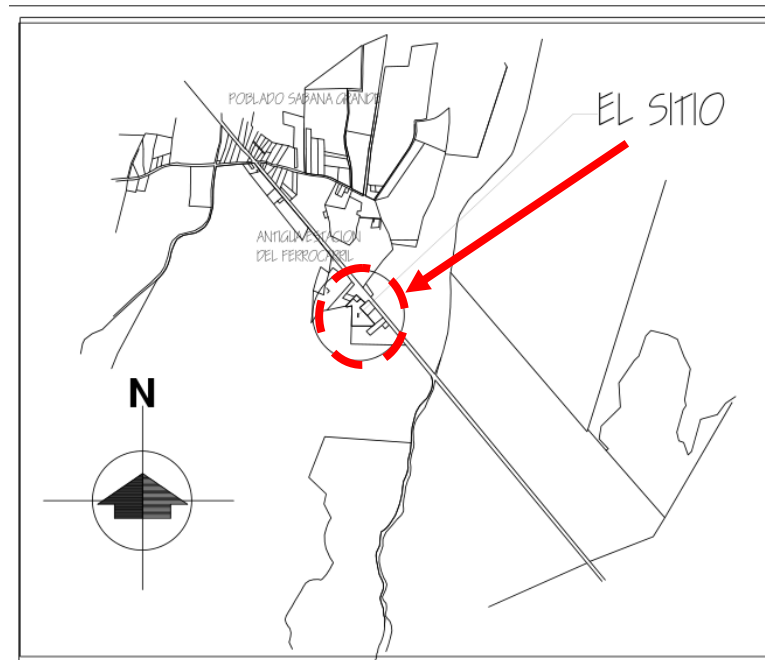 POBLADO SABANA GRANDE
EL SITIO
ANTIGUA ESTACION
DEL FERROCARRIL
N